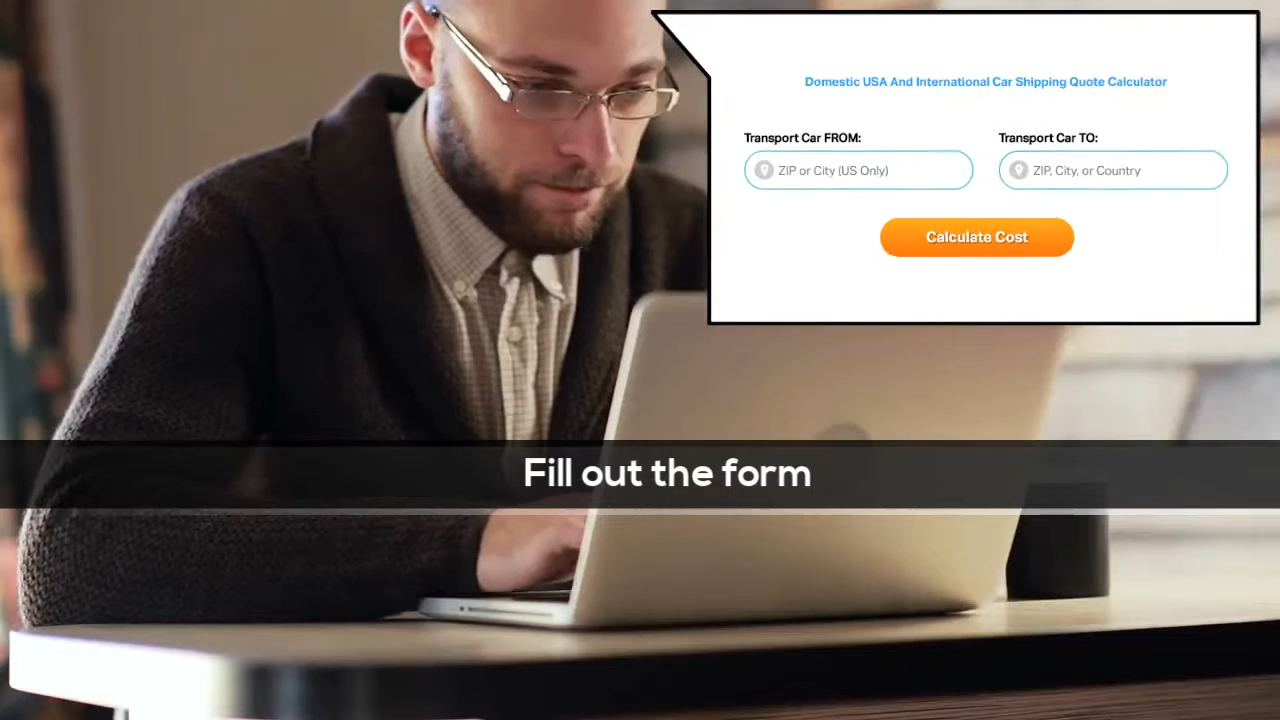 Domestic USA And International Car Shipping Quote Calculator
Transport Car FROM:
Transport Car TO:
ZIP or City (US Only)
ZIP, City, or Country
Calculate Cost
Fill out the form